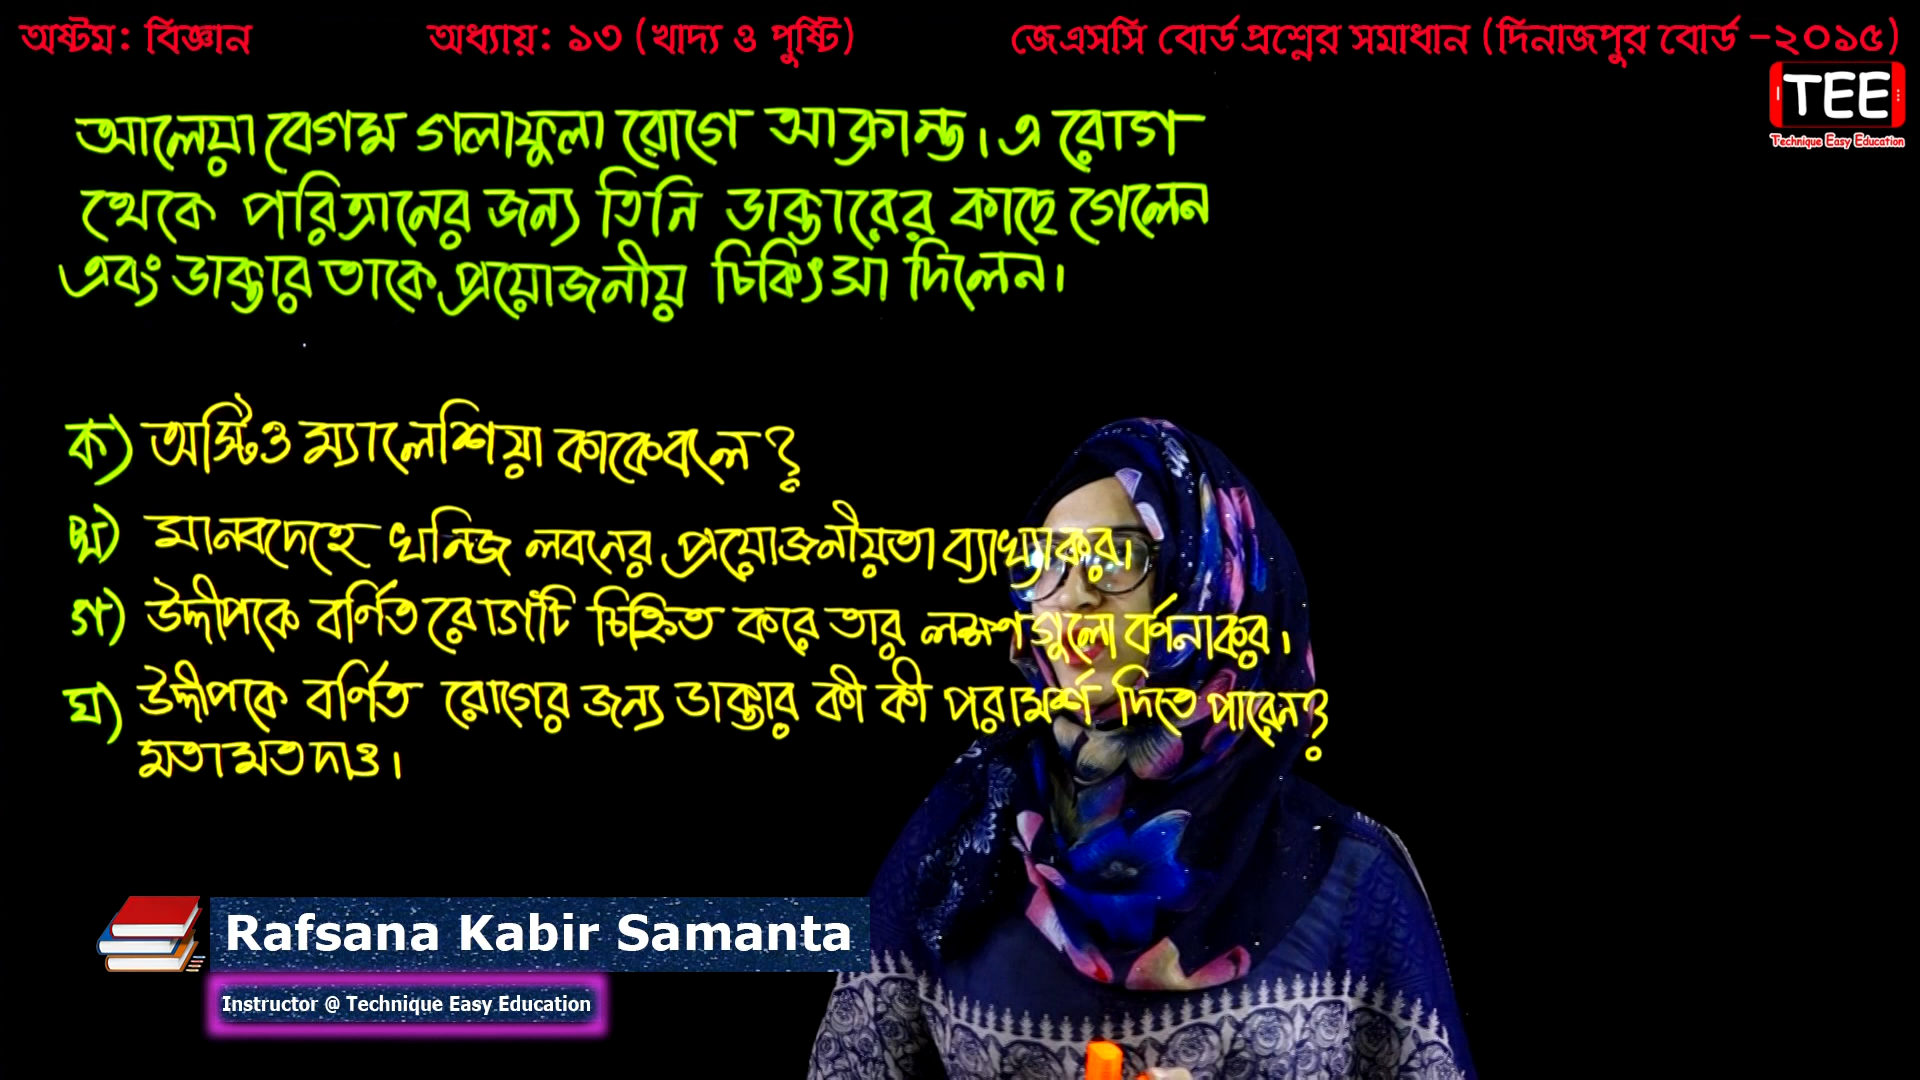 অষ্টম: বিজ্ঞান অধ্যায়: ১৩ (খাদ্য ও পুষ্টি) জেএসসি বোর্ড প্রশ্নের সমাধান (দিনাজপুর বোর্ড -২০১৫)
TEE
Technique Easy Education
আলেয়া বেগম গলাফুলা রোগে আক্রান্ত। এ রোগ
থেকে পরিত্রানের জন্য তিনি ডাক্তারের কাছে গেলেন
এবং ডাক্তার তাকে প্রয়োজনীয় চিকিৎসা দিলেন।
ক) অস্টিও ম্যালেশিয়া কাকে বলে?
খ) মানবদেহে খনিজ লবনের প্রয়োজনীয়তা ব্যাখ্যা কর।
গ) উদ্দীপকে বর্ণিত রোগটি চিহ্নিত করে তার লক্ষণ গুলো বর্ণনা কর।
ঘ) উদ্দীপকে বর্ণিত রোগের জন্য ডাক্তার কী কী পরামর্শ দিতে পারেন?
মতামত দাও।
Rafsana Kabir Samanta
Instructor @ Technique Easy Education